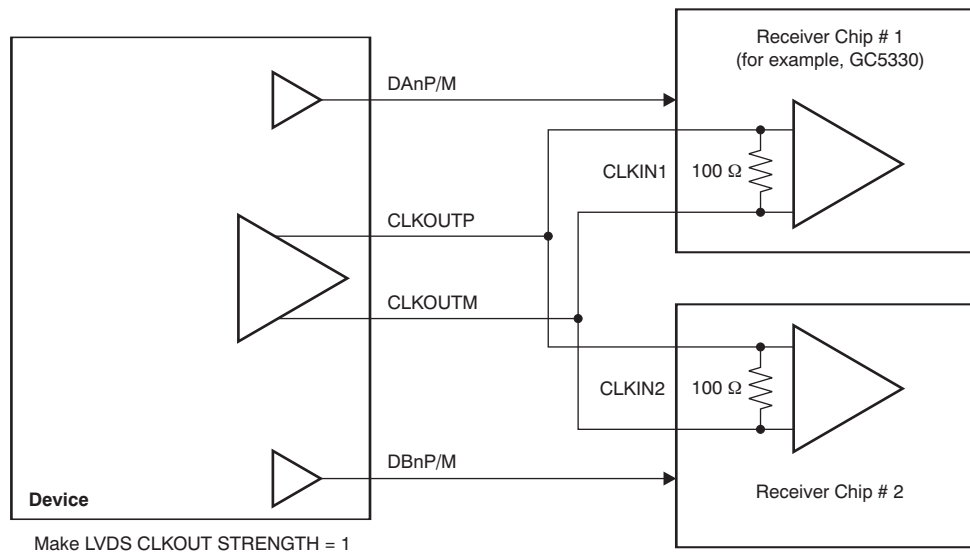 Receiver Chip # 1
(for example, GC5330)
DAnP/M
CLKIN1
100 Ω
CLKOUTP
CLKOUTM
CLKIN2
100 Ω
DBnP/M
Device
Receiver Chip # 2
Make LVDS CLKOUT STRENGTH = 1